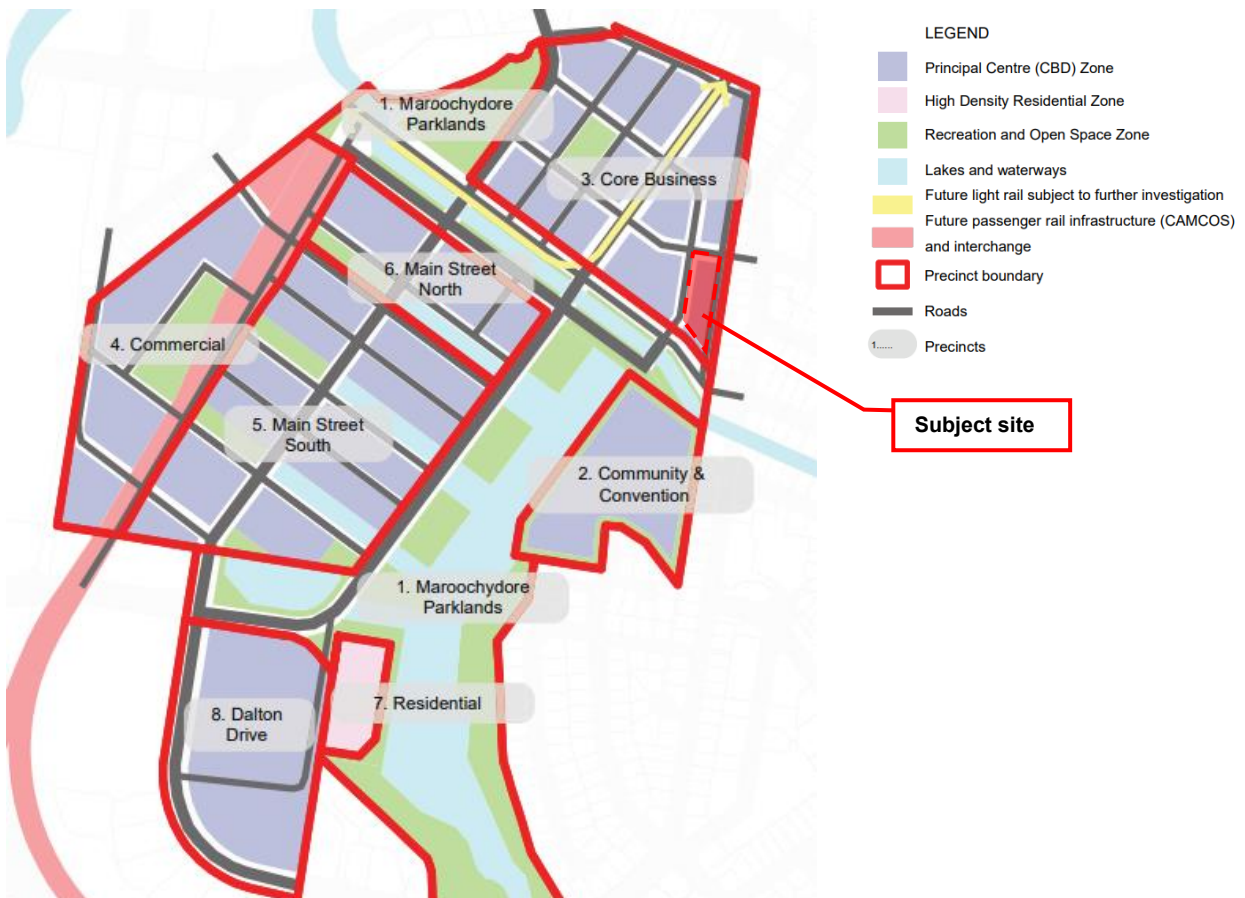 1. Maroochydore
Parklands
3. Core Business
6. Main Street
North
4. Commercial
5. Main Street
South
2. Community &
Convention
1. Maroochydore
Parklands
7. Residential
8. Dalton
Drive
LEGEND
Principal Centre (CBD) Zone
High Density Residential Zone
Recreation and Open Space Zone
Lakes and waterways
Future light rail subject to further investigation
Future passenger rail infrastructure (CAMCOS)
and interchange
Precinct boundary
Roads
1...... Precincts
Subject site